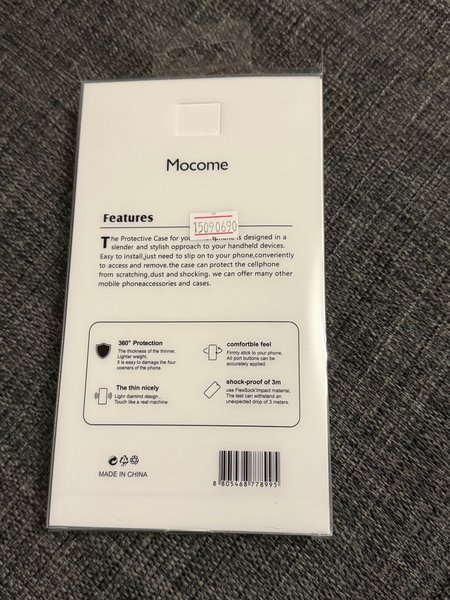 Mocome
Features
15090690
The Protective Case for your is designed in a
slender and stylish approach to your handheld devices.
Easy to install,just need to slip on to your phone,conveniently
to access and remove.the case can protect the cellphone
from scratching,dust and shocking. we can offer many other
mobile phoneaccessories and cases.
360° Protection
The thickness of the thinner,
Lighter weight.
It is easy to damage the four
coners of the phone.
comfortble feel
Firmly stick to your phone,
All port buttons can be
accurately applied.
The thin nicely
Light diamind design.,
Touch like a real machine.
shock-proof of 3m
use FlexSock'impact material,
The test can withstand an
unexpected drop of 3 meters.
MADE IN CHINA
8 805468 778995